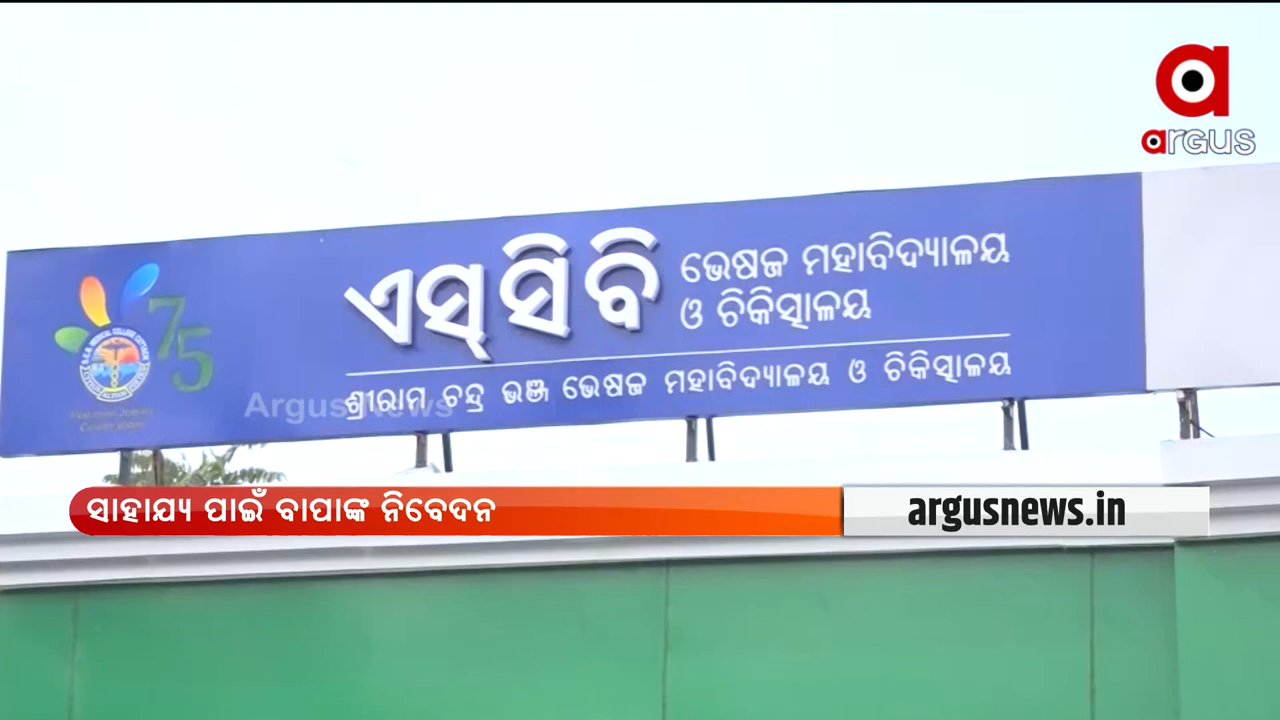 argus
75
ଏସ୍ ସି ବି
ଭେଷଜ ମହାବିଦ୍ୟାଳୟ
ଓ ଚିକିତ୍ସାଳୟ
ଶ୍ରୀରାମ ଚନ୍ଦ୍ର ଭଞ୍ଜ ଭେଷଜ ମହାବିଦ୍ୟାଳୟ ଓ ଚିକିତ୍ସାଳୟ
Argus News
ସାହାଯ୍ୟ ପାଇଁ ବାପାଙ୍କ ନିବେଦନ
argusnews.in